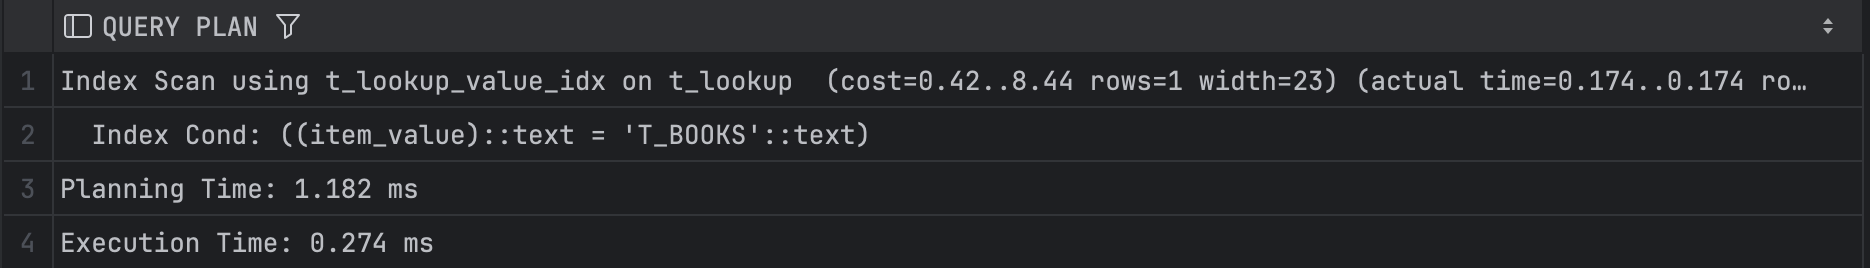 QUERY PLAN
1 Index Scan using t_lookup_value_idx on t_lookup  (cost=0.42..8.44 rows=1 width=23) (actual time=0.174..0.174 ro…
2   Index Cond: ((item_value)::text = 'T_BOOKS'::text)
3 Planning Time: 1.182 ms
4 Execution Time: 0.274 ms